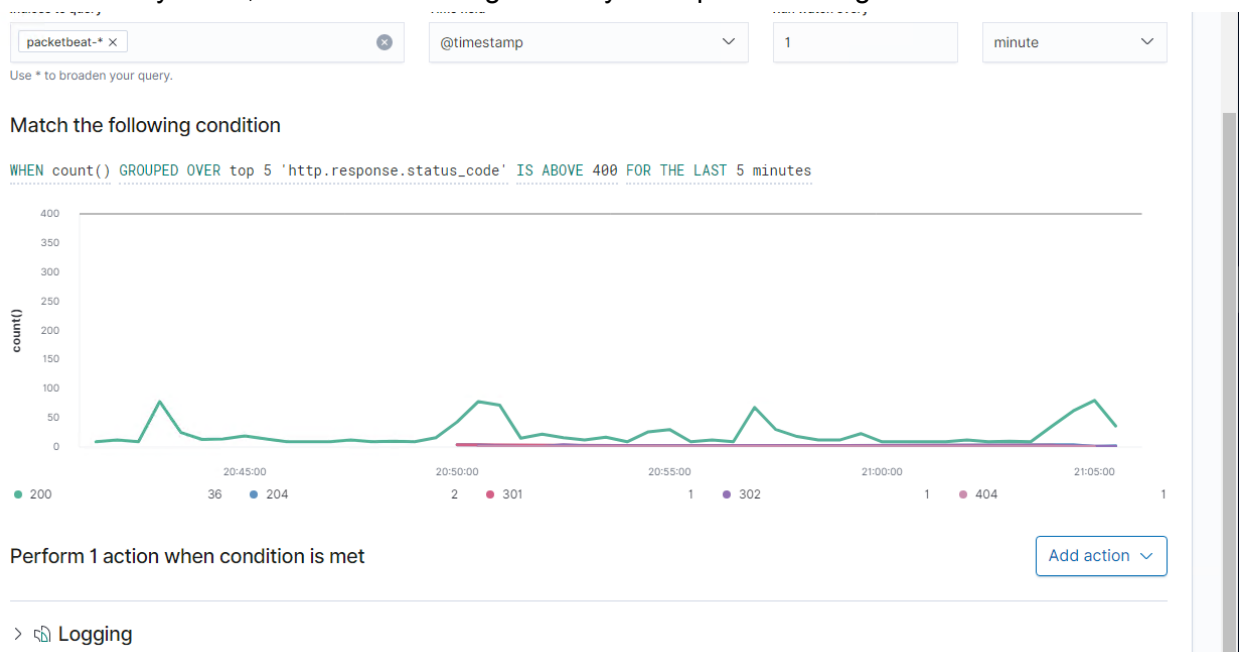 packetbeat-* ×
@timestamp
1
minute
Use * to broaden your query.
Match the following condition
WHEN count() GROUPED OVER top 5 'http.response.status_code' IS ABOVE 400 FOR THE LAST 5 minutes
400
350
300
250
200
150
100
50
0
count()
20:45:00 20:50:00 20:55:00 21:00:00 21:05:00
200 36 204 2 301 1 302 1 404 1
Perform 1 action when condition is met
Add action
Logging